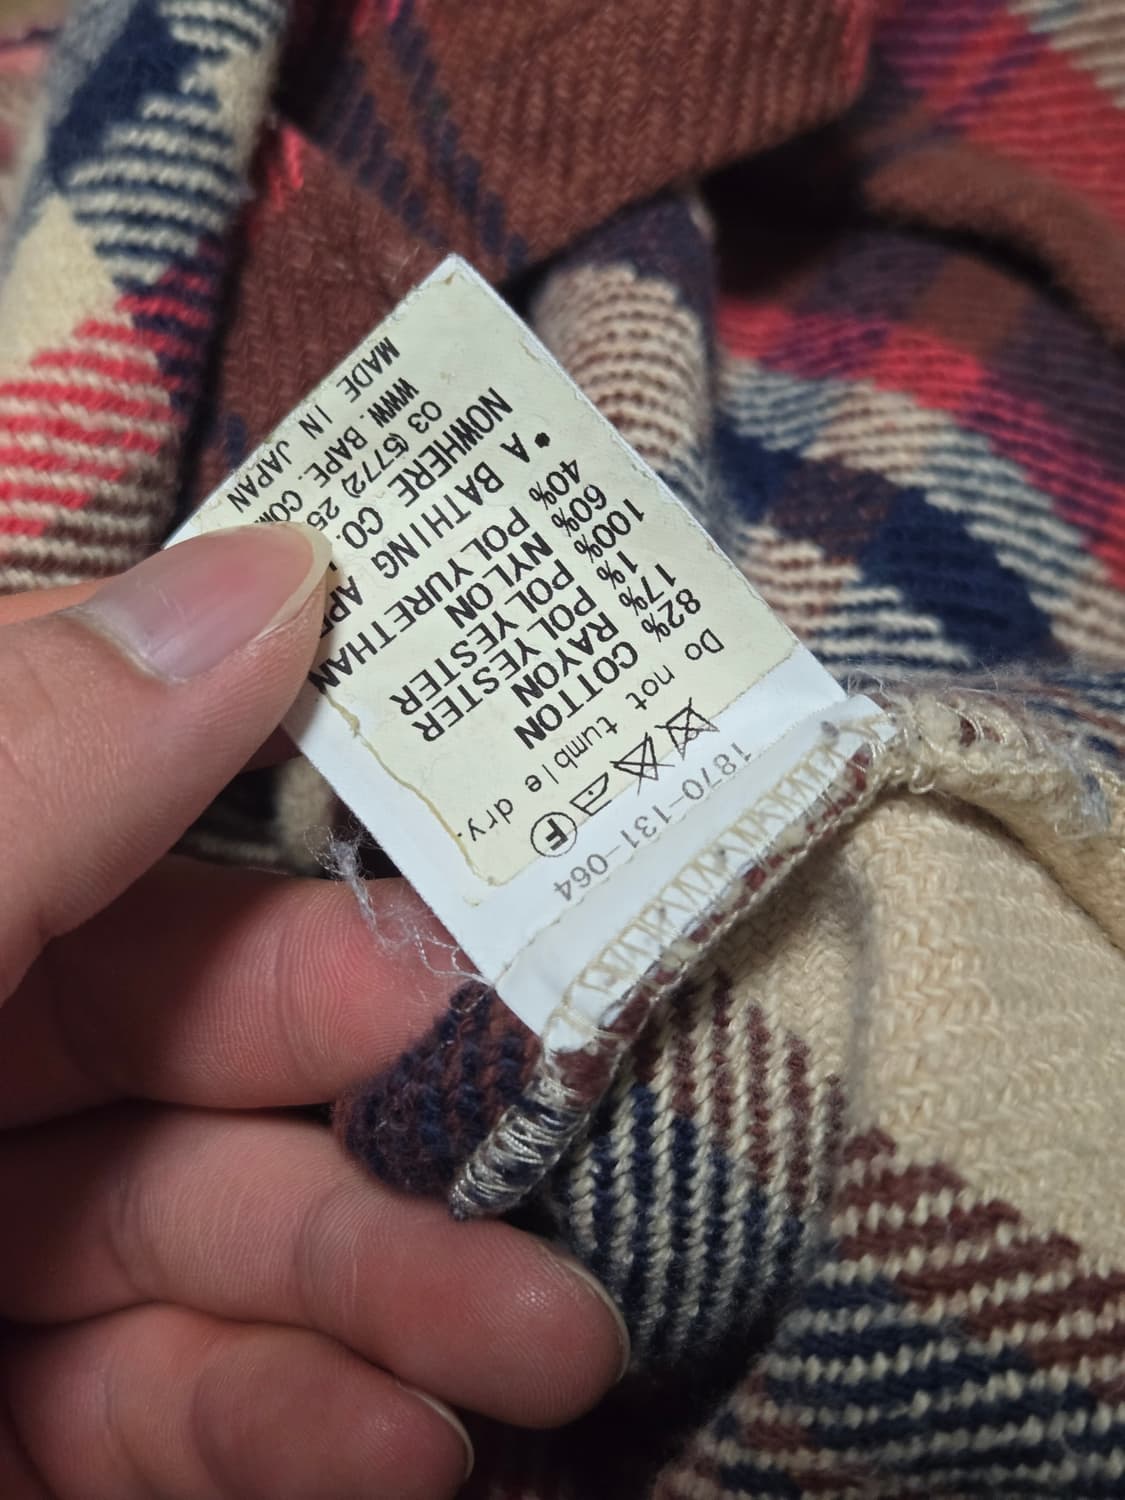 1870-131-064
F
Do not tumble dry.
82% COTTON
17% RAYON
1% POLYESTER
100% POLYESTER
60% NYLON
40% POLYURETHAN
* A BATHING APE
NOWHERE CO.
03 (5772) 25
WWW. BAPE. COM
MADE IN JAPAN